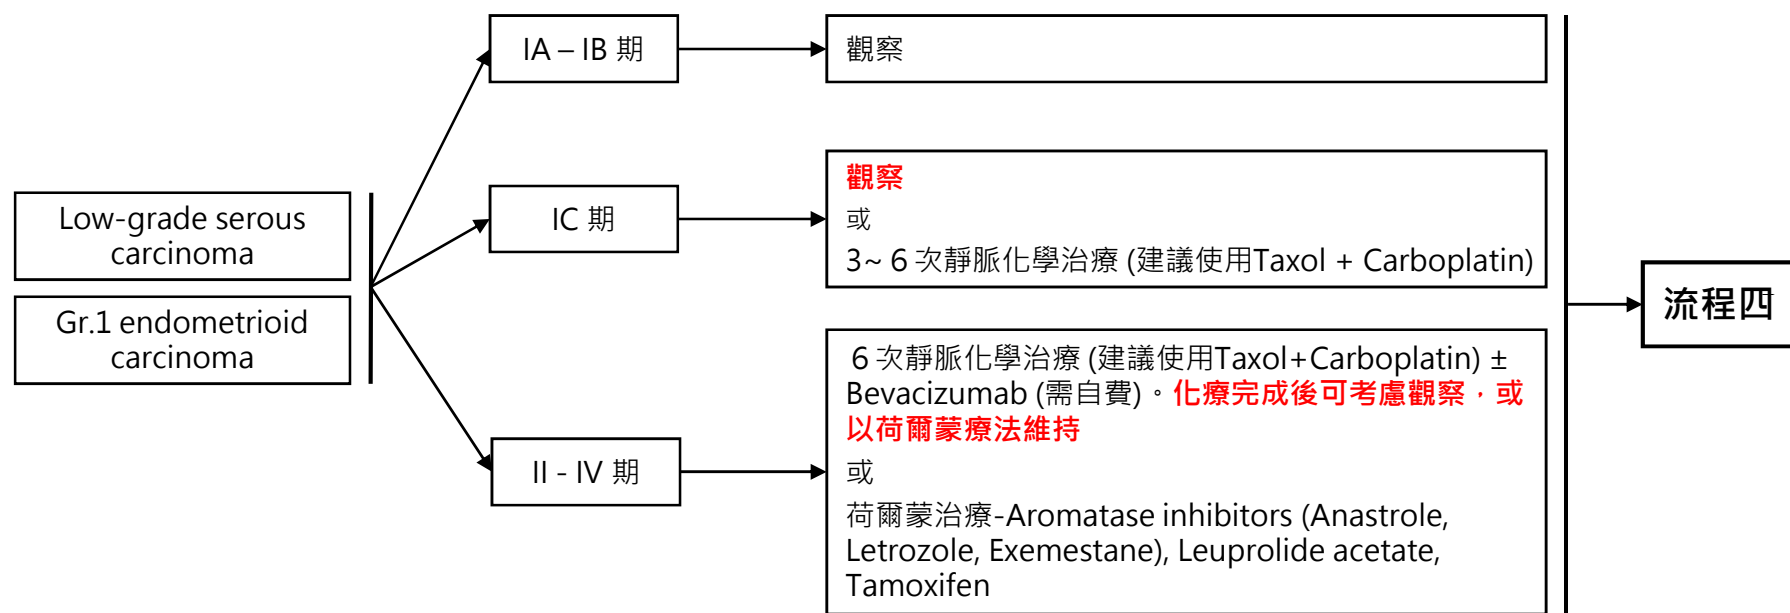 Low-grade serous
carcinoma
Gr.1 endometrioid
carcinoma
IA – IB 期
觀察
IC 期
觀察
或
3~ 6 次靜脈化學治療 (建議使用Taxol + Carboplatin)
II - IV 期
6 次靜脈化學治療 (建議使用Taxol+Carboplatin) ±
Bevacizumab (需自費)。化療完成後可考慮觀察，或
以荷爾蒙療法維持
或
荷爾蒙治療-Aromatase inhibitors (Anastrole,
Letrozole, Exemestane), Leuprolide acetate,
Tamoxifen
流程四